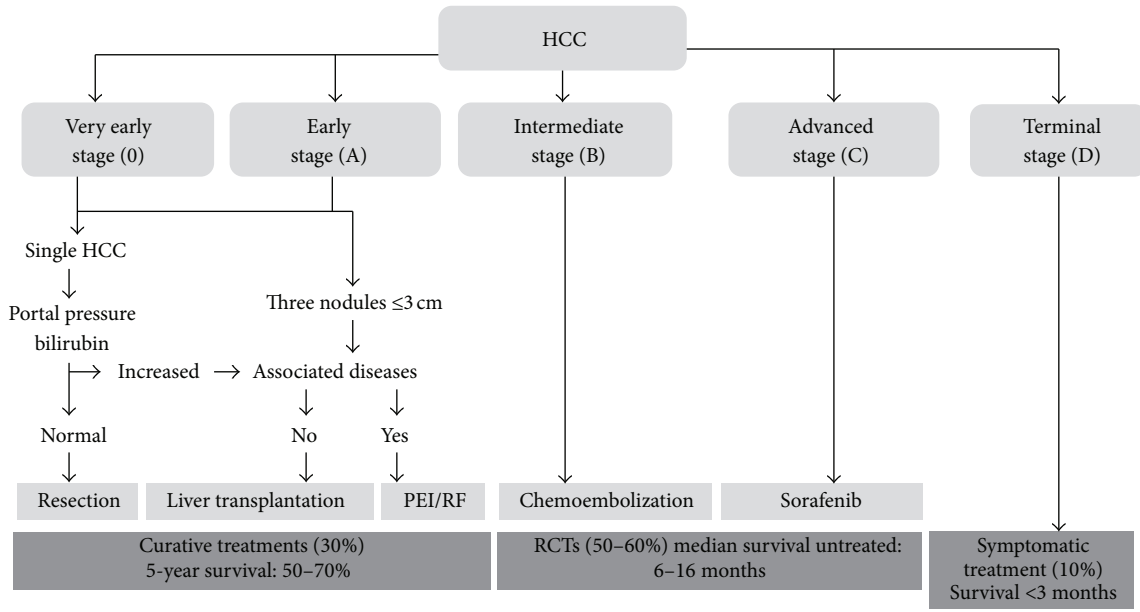 HCC
Very early
stage (0)
Early
stage (A)
Intermediate
stage (B)
Advanced
stage (C)
Terminal
stage (D)
Single HCC
Three nodules ≤3 cm
Portal pressure
bilirubin
Increased
Associated diseases
Normal
No
Yes
Resection
Liver transplantation
PEI/RF
Chemoembolization
Sorafenib
Curative treatments (30%)
5-year survival: 50–70%
RCTs (50–60%) median survival untreated:
6–16 months
Symptomatic
treatment (10%)
Survival <3 months